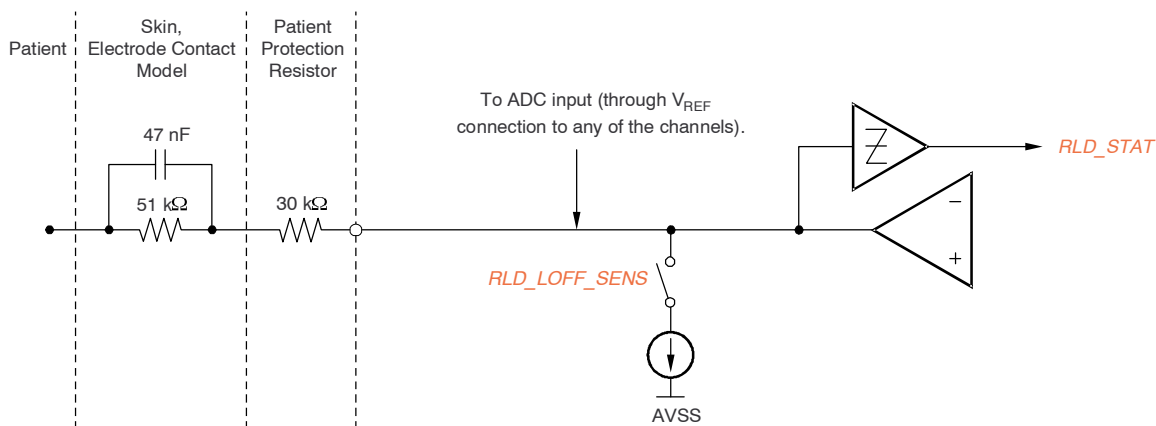 Patient
Skin,
Electrode Contact
Model
Patient
Protection
Resistor
To ADC input (through VREF
connection to any of the channels).
47 nF
51 kΩ
30 kΩ
RLD_STAT
−
+
RLD_LOFF_SENS
AVSS